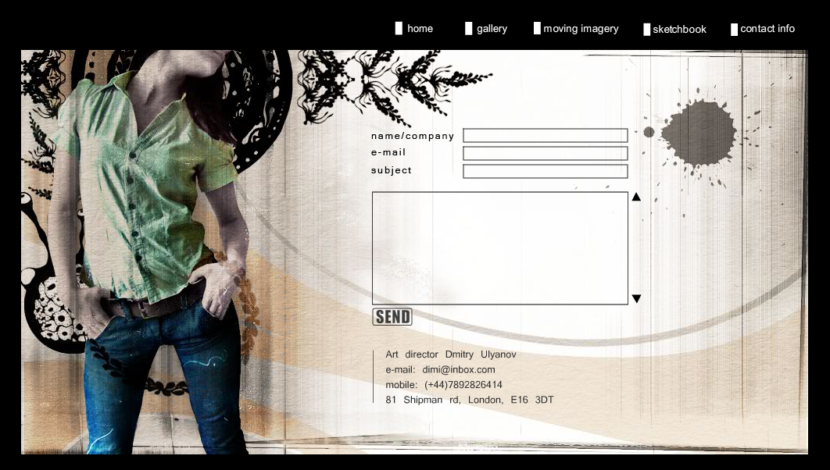 home gallery moving imagery sketchbook contact info
name/company
e-mail
subject
SEND
Art director Dmitry Ulyanov
e-mail: dimi@inbox.com
mobile: (+44)7892826414
81 Shipman rd, London, E16 3DT